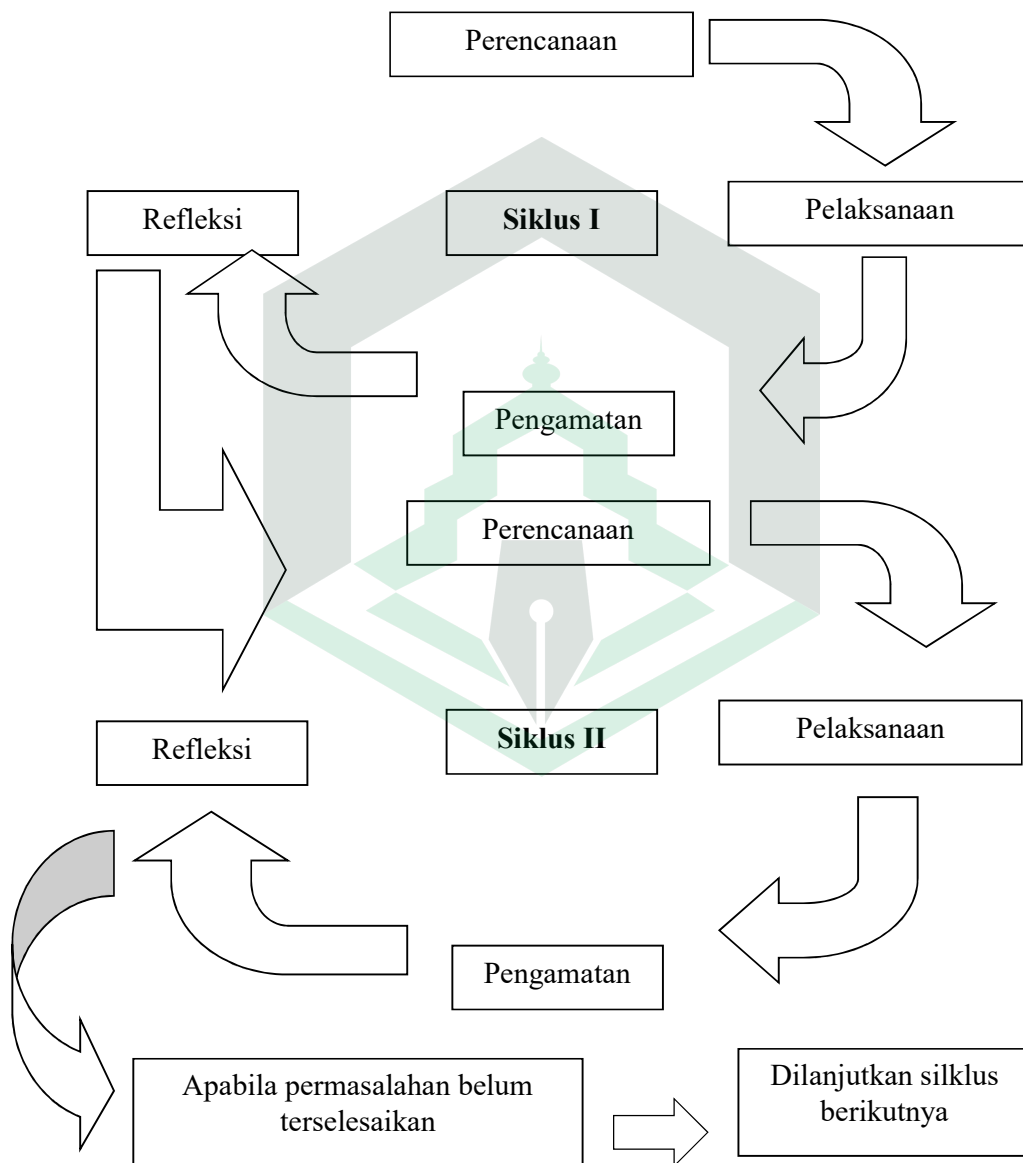 Perencanaan
Refleksi
Siklus I
Pelaksanaan
Pengamatan
Perencanaan
Refleksi
Siklus II
Pelaksanaan
Pengamatan
Apabila permasalahan belum
terselesaikan
Dilanjutkan silklus
berikutnya